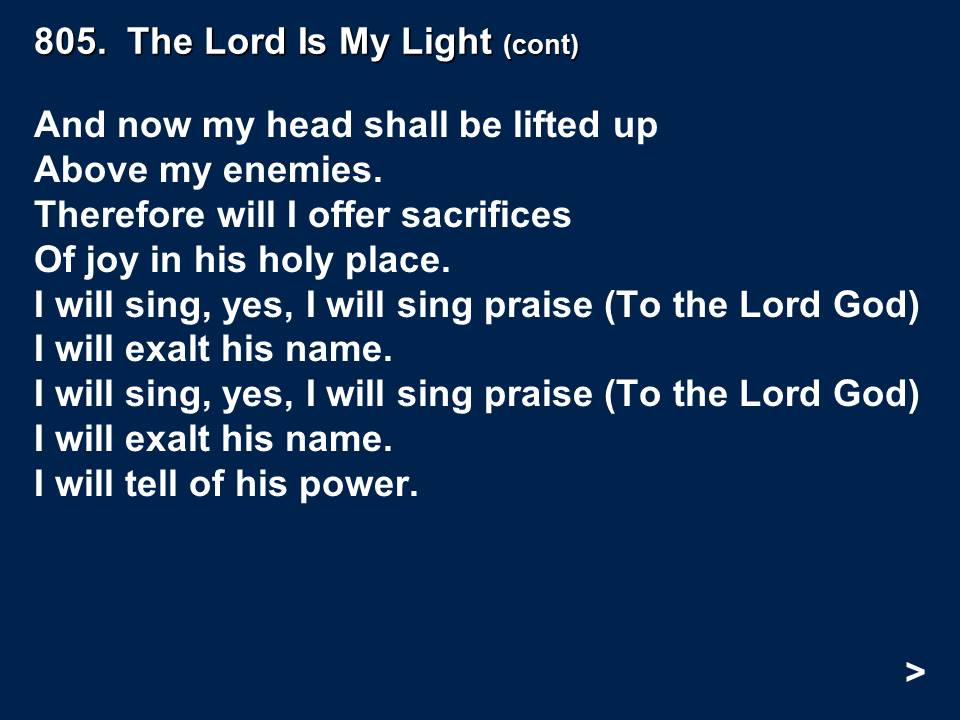 805. The Lord Is My Light (cont)
And now my head shall be lifted up
Above my enemies.
Therefore will I offer sacrifices
Of joy in his holy place.
I will sing, yes, I will sing praise (To the Lord God)
I will exalt his name.
I will sing, yes, I will sing praise (To the Lord God)
I will exalt his name.
I will tell of his power.
>